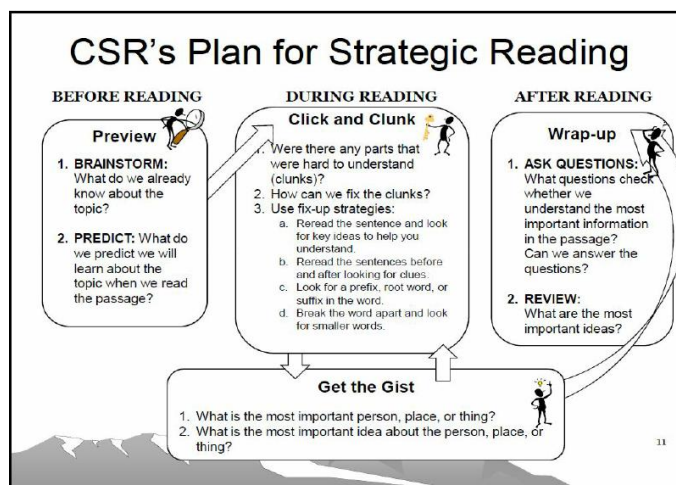 CSR's Plan for Strategic Reading
BEFORE READING
Preview
1. BRAINSTORM:
What do we already
know about the
topic?
2. PREDICT: What do
we predict we will
learn about the
topic when we read
the passage?
DURING READING
Click and Clunk
1. Were there any parts
that were hard to
understand
(clunks)?
2. How can we fix the clunks?
3. Use fix-up strategies:
a. Reread the sentence and look
for key ideas to help you
understand.
b. Reread the sentences before
and after looking for clues.
c. Look for a prefix, root word, or
suffix in the word.
d. Break the word apart and look
for smaller words.
AFTER READING
Wrap-up
1. ASK QUESTIONS:
What questions check
whether we
understand the most
important information
in the passage?
Can we answer the
questions?
2. REVIEW:
What are the most
important ideas?
Get the Gist
1. What is the most important person, place, or thing?
2. What is the most important idea about the person, place, or
thing?
11